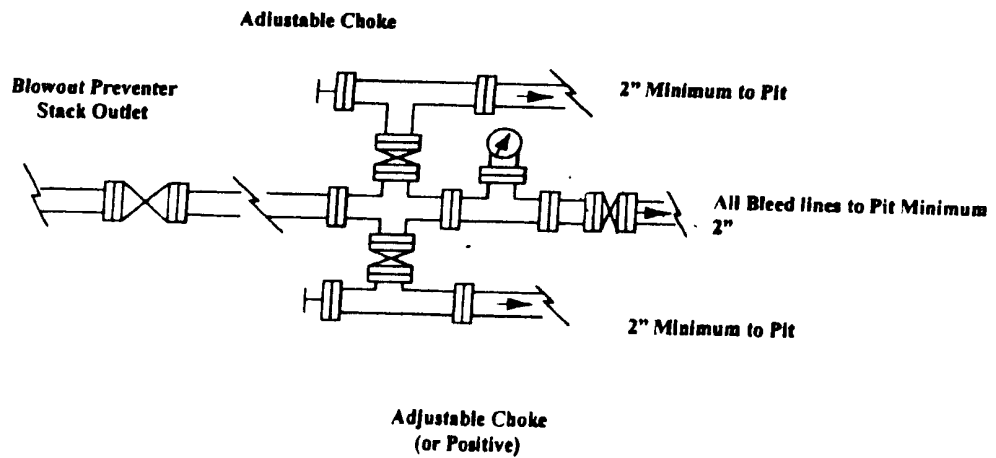 Adjustable Choke
Blowout Preventer
Stack Outlet
2" Minimum to Pit
All Bleed lines to Pit Minimum
2"
2" Minimum to Pit
Adjustable Choke
(or Positive)